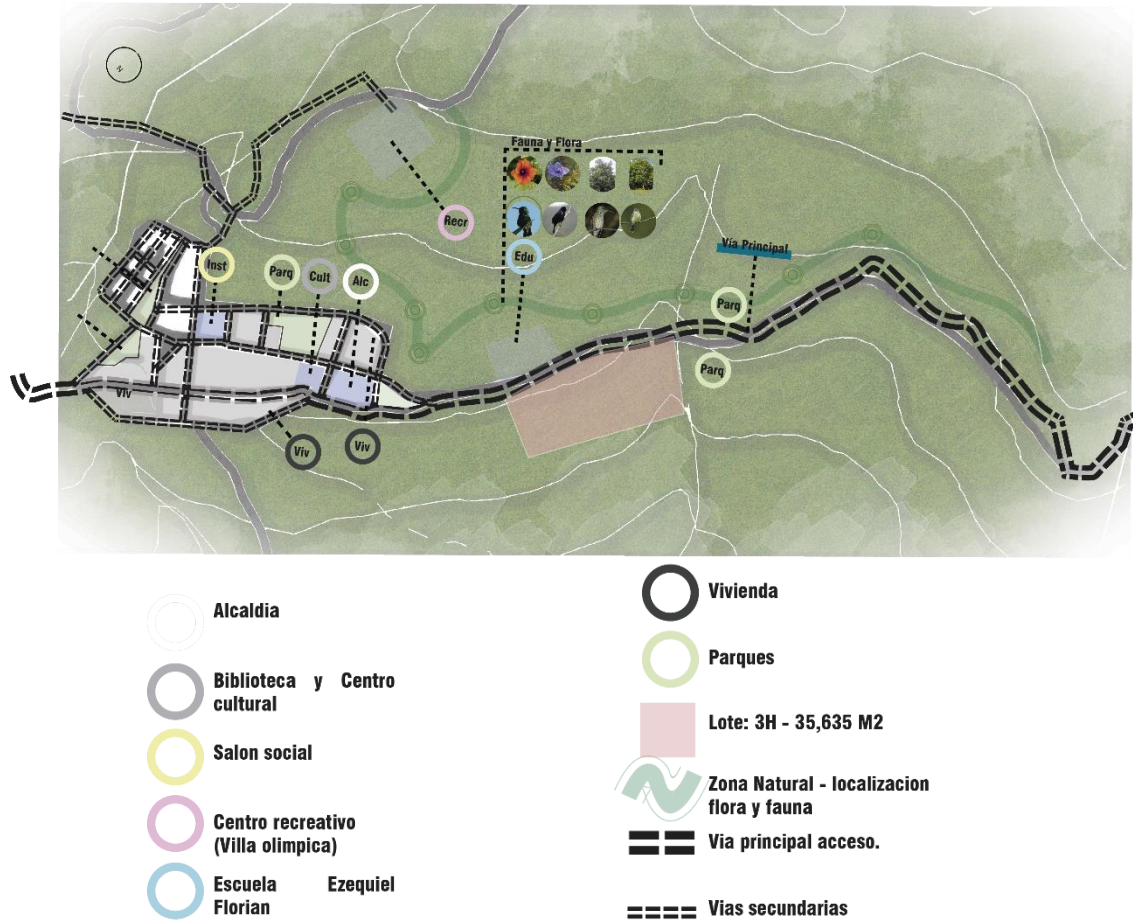 N
Fauna y Flora
Recr
Edu
Vía Principal
Inst
Parq
Cult
Alc
Parq
Parq
Viv
Viv
Viv
Alcaldia
Biblioteca y Centro
cultural
Salon social
Centro recreativo
(Villa olimpica)
Escuela Ezequiel
Florian
Vivienda
Parques
Lote: 3H - 35,635 M2
Zona Natural - localizacion
flora y fauna
Via principal acceso.
Vias secundarias